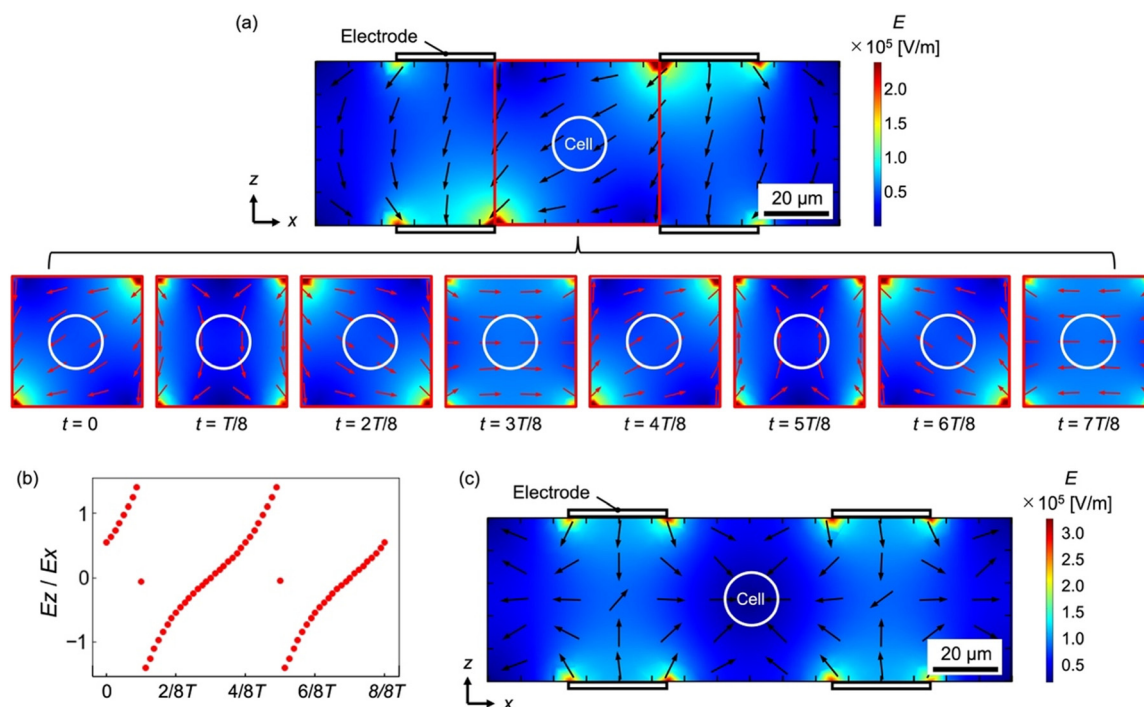 (a)
Electrode
E
× 10⁵ [V/m]
2.0
1.5
1.0
0.5
Cell
z
x
20 μm
t = 0
t = T/8
t = 2T/8
t = 3T/8
t = 4T/8
t = 5T/8
t = 6T/8
t = 7T/8
(b)
Ez / Ex
1
0
−1
0
2/8T
4/8T
6/8T
8/8T
(c)
Electrode
E
× 10⁵ [V/m]
3.0
2.5
2.0
1.5
1.0
0.5
Cell
z
x
20 μm